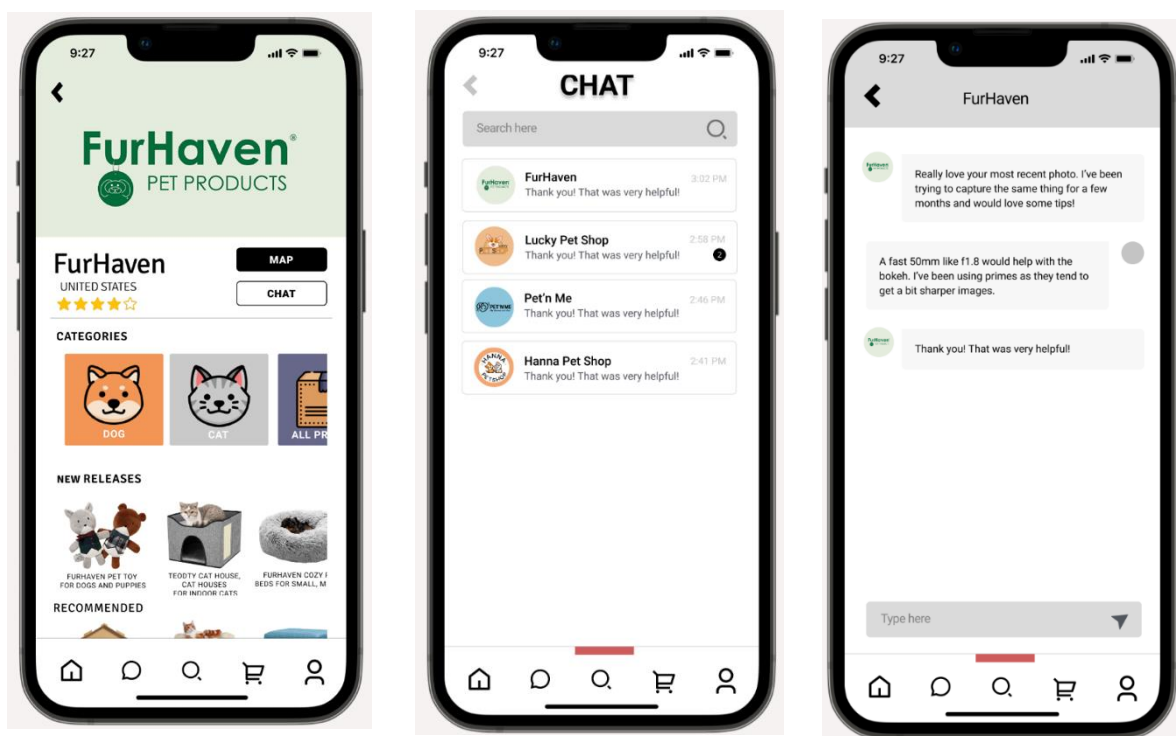 9:27
FurHaven®
PET PRODUCTS
FurHaven
MAP
UNITED STATES
CHAT
CATEGORIES
DOG
CAT
ALL PR
NEW RELEASES
FURHAVEN PET TOY
FOR DOGS AND PUPPIES
TEODTY CAT HOUSE,
CAT HOUSES
FOR INDOOR CATS
FURHAVEN COZY
BEDS FOR SMALL, M
RECOMMENDED
9:27
CHAT
Search here
FurHaven
3:02 PM
Thank you! That was very helpful!
Lucky Pet Shop
2:58 PM
Thank you! That was very helpful!
2
Pet'n Me
2:46 PM
PET'N ME
Thank you! That was very helpful!
Hanna Pet Shop
2:41 PM
HANNA
PETSHOP
Thank you! That was very helpful!
9:27
FurHaven
FurHaven
Really love your most recent photo. I've been
trying to capture the same thing for a few
months and would love some tips!
A fast 50mm like f1.8 would help with the
bokeh. I've been using primes as they tend to
get a bit sharper images.
FurHaven
Thank you! That was very helpful!
Type here